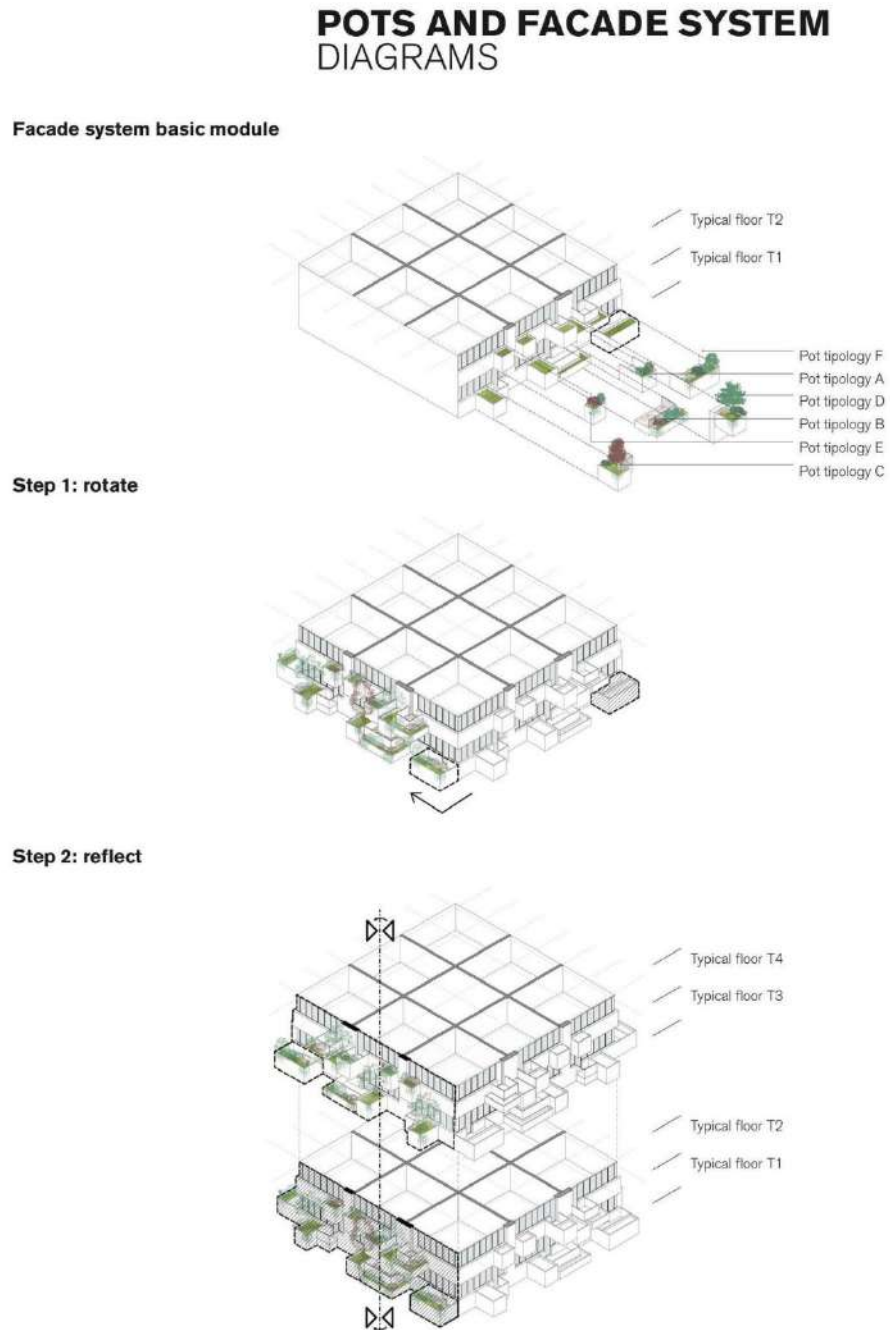 POTS AND FACADE SYSTEM
DIAGRAMS
Facade system basic module
Typical floor T2
Typical floor T1
Pot tipology F
Pot tipology A
Pot tipology D
Pot tipology B
Pot tipology E
Pot tipology C
Step 1: rotate
Step 2: reflect
Typical floor T4
Typical floor T3
Typical floor T2
Typical floor T1